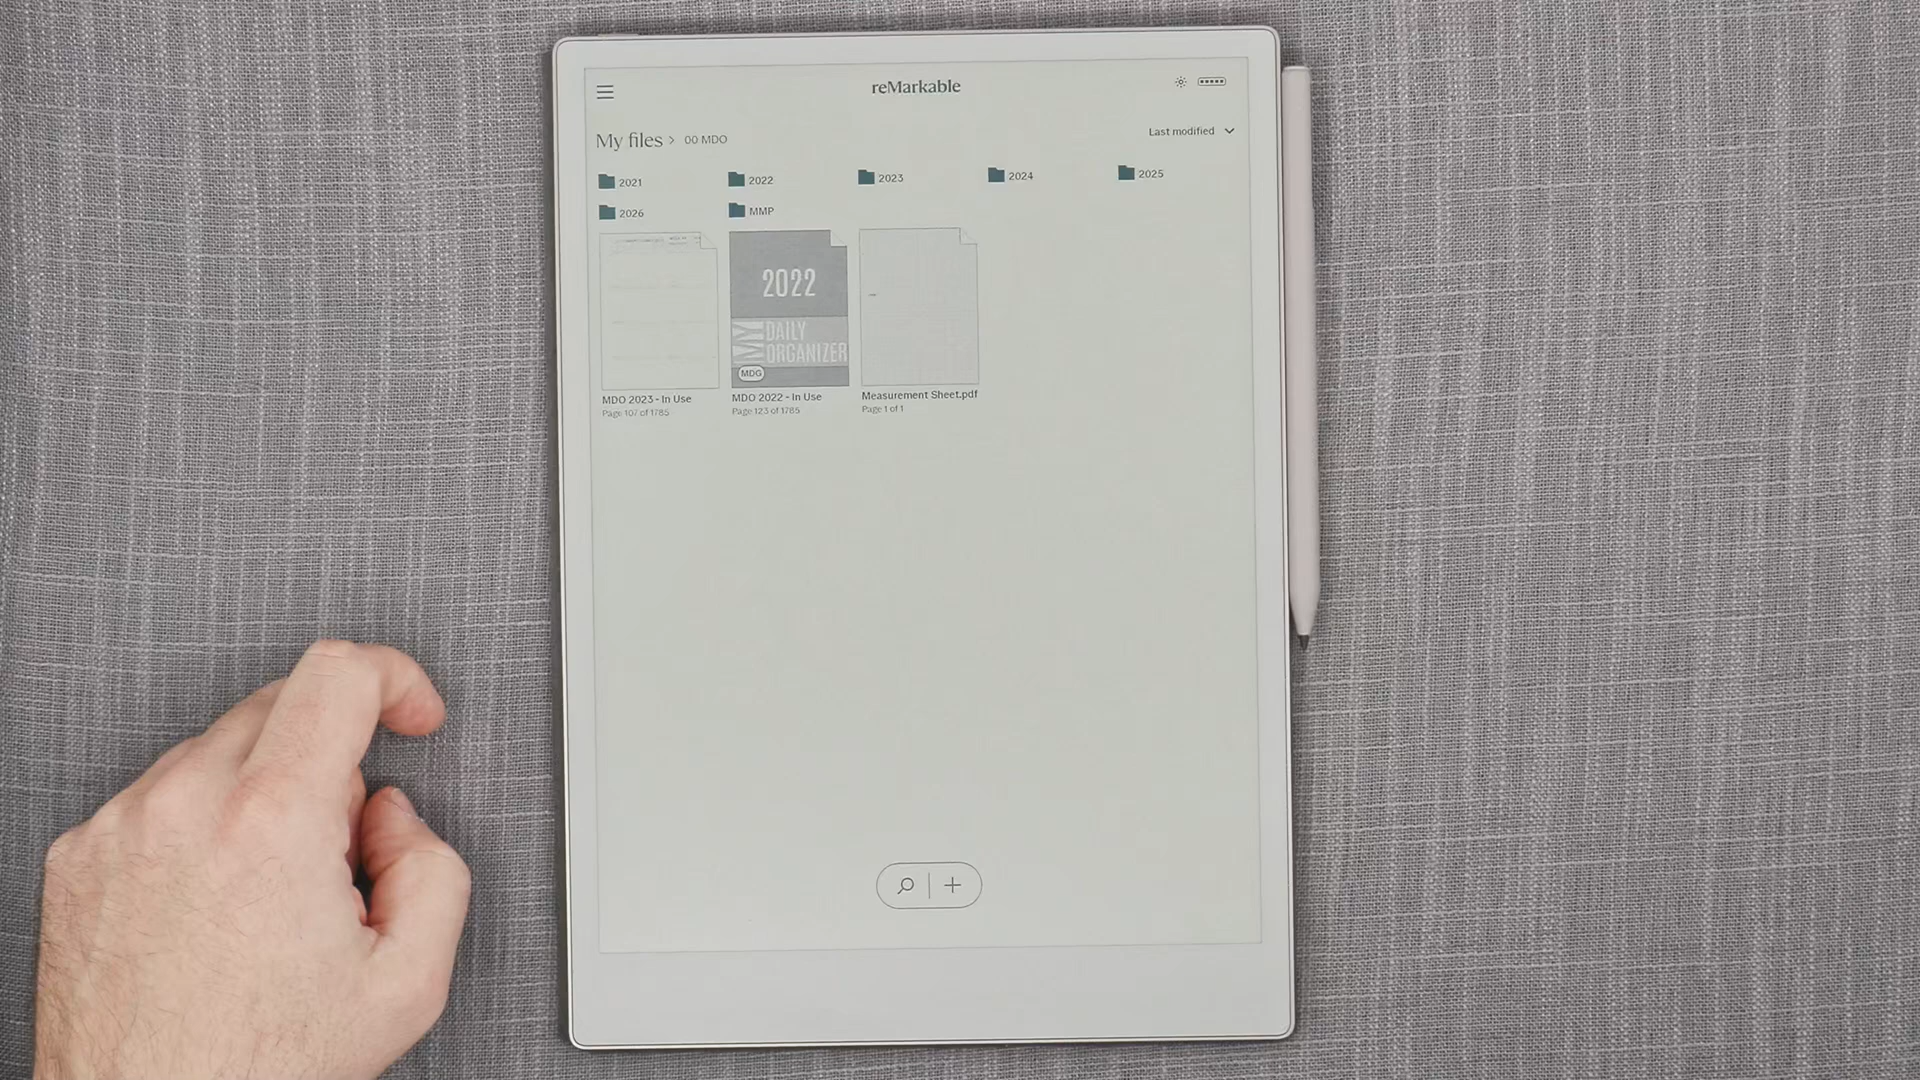 reMarkable
My files > 00 MDO
Last modified
2021 2022 2023 2024 2025
2026 MMP
2022
MY DAILY ORGANIZER
MDG
MDO 2023 - In Use
Page 107 of 1785
MDO 2022 - In Use
Page 123 of 1785
Measurement Sheet.pdf
Page 1 of 1